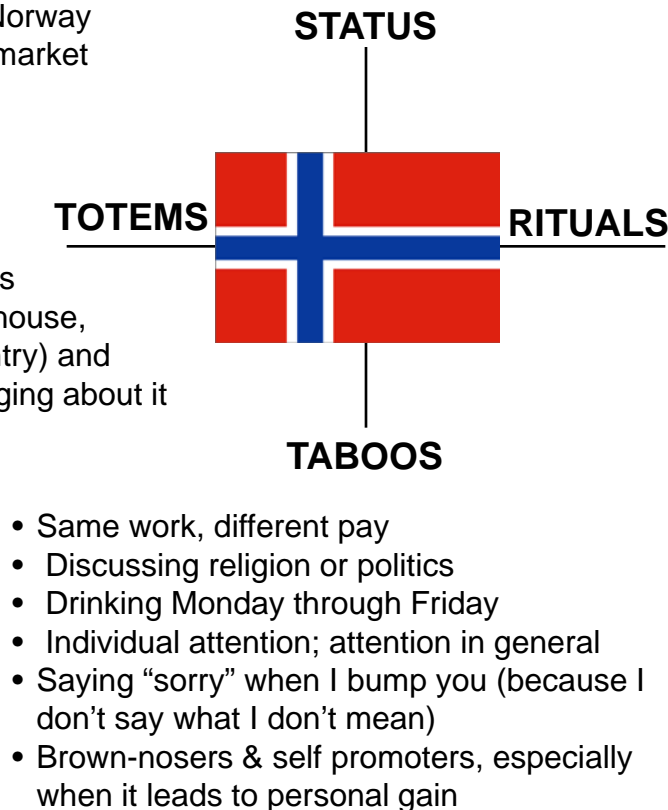 Norway
market
STATUS
TOTEMS
RITUALS
s
house,
ntry) and
ging about it
TABOOS
• Same work, different pay
• Discussing religion or politics
• Drinking Monday through Friday
• Individual attention; attention in general
• Saying “sorry” when I bump you (because I
don't say what I don't mean)
• Brown-nosers & self promoters, especially
when it leads to personal gain